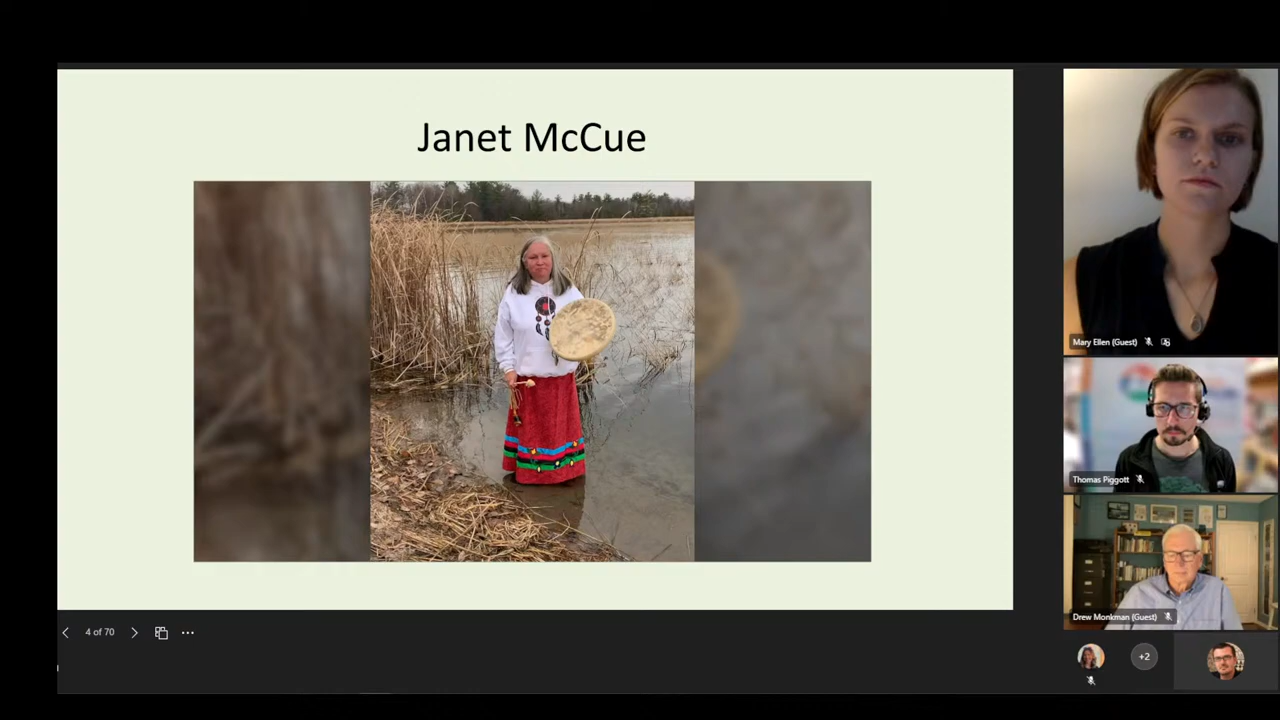 Janet McCue
Mary Ellen (Guest)
Thomas Piggott
Drew Monkman (Guest)
4 of 70
+2